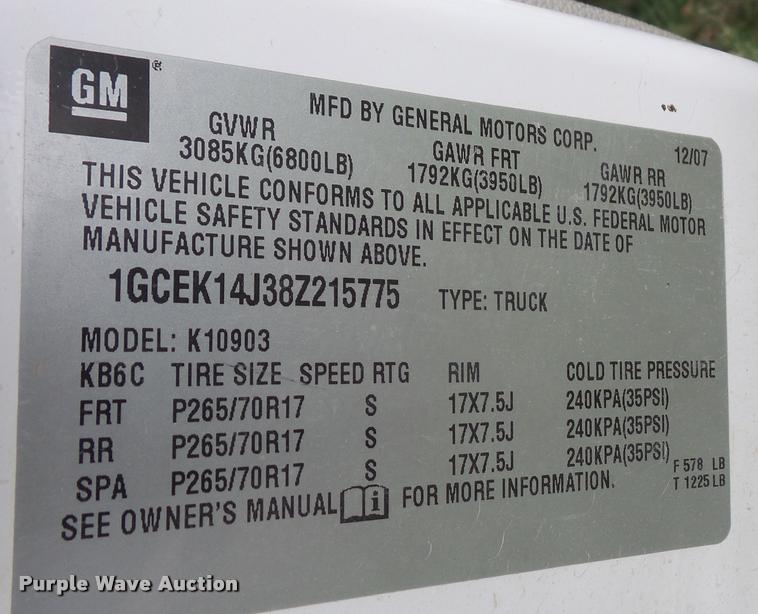 GM®
MFD BY GENERAL MOTORS CORP. 12/07
GVWR GAWR FRT GAWR RR
3085KG(6800LB) 1792KG(3950LB) 1792KG(3950LB)
THIS VEHICLE CONFORMS TO ALL APPLICABLE U.S. FEDERAL MOTOR
VEHICLE SAFETY STANDARDS IN EFFECT ON THE DATE OF
MANUFACTURE SHOWN ABOVE.
1GCEK14J38Z215775 TYPE: TRUCK
MODEL: K10903
KB6C TIRE SIZE SPEED RTG RIM COLD TIRE PRESSURE
FRT P265/70R17 S 17X7.5J 240KPA(35PSI)
RR P265/70R17 S 17X7.5J 240KPA(35PSI)
SPA P265/70R17 S 17X7.5J 240KPA(35PSI)
F 578 LB
T 1225 LB
SEE OWNER'S MANUAL i FOR MORE INFORMATION.
Purple Wave Auction